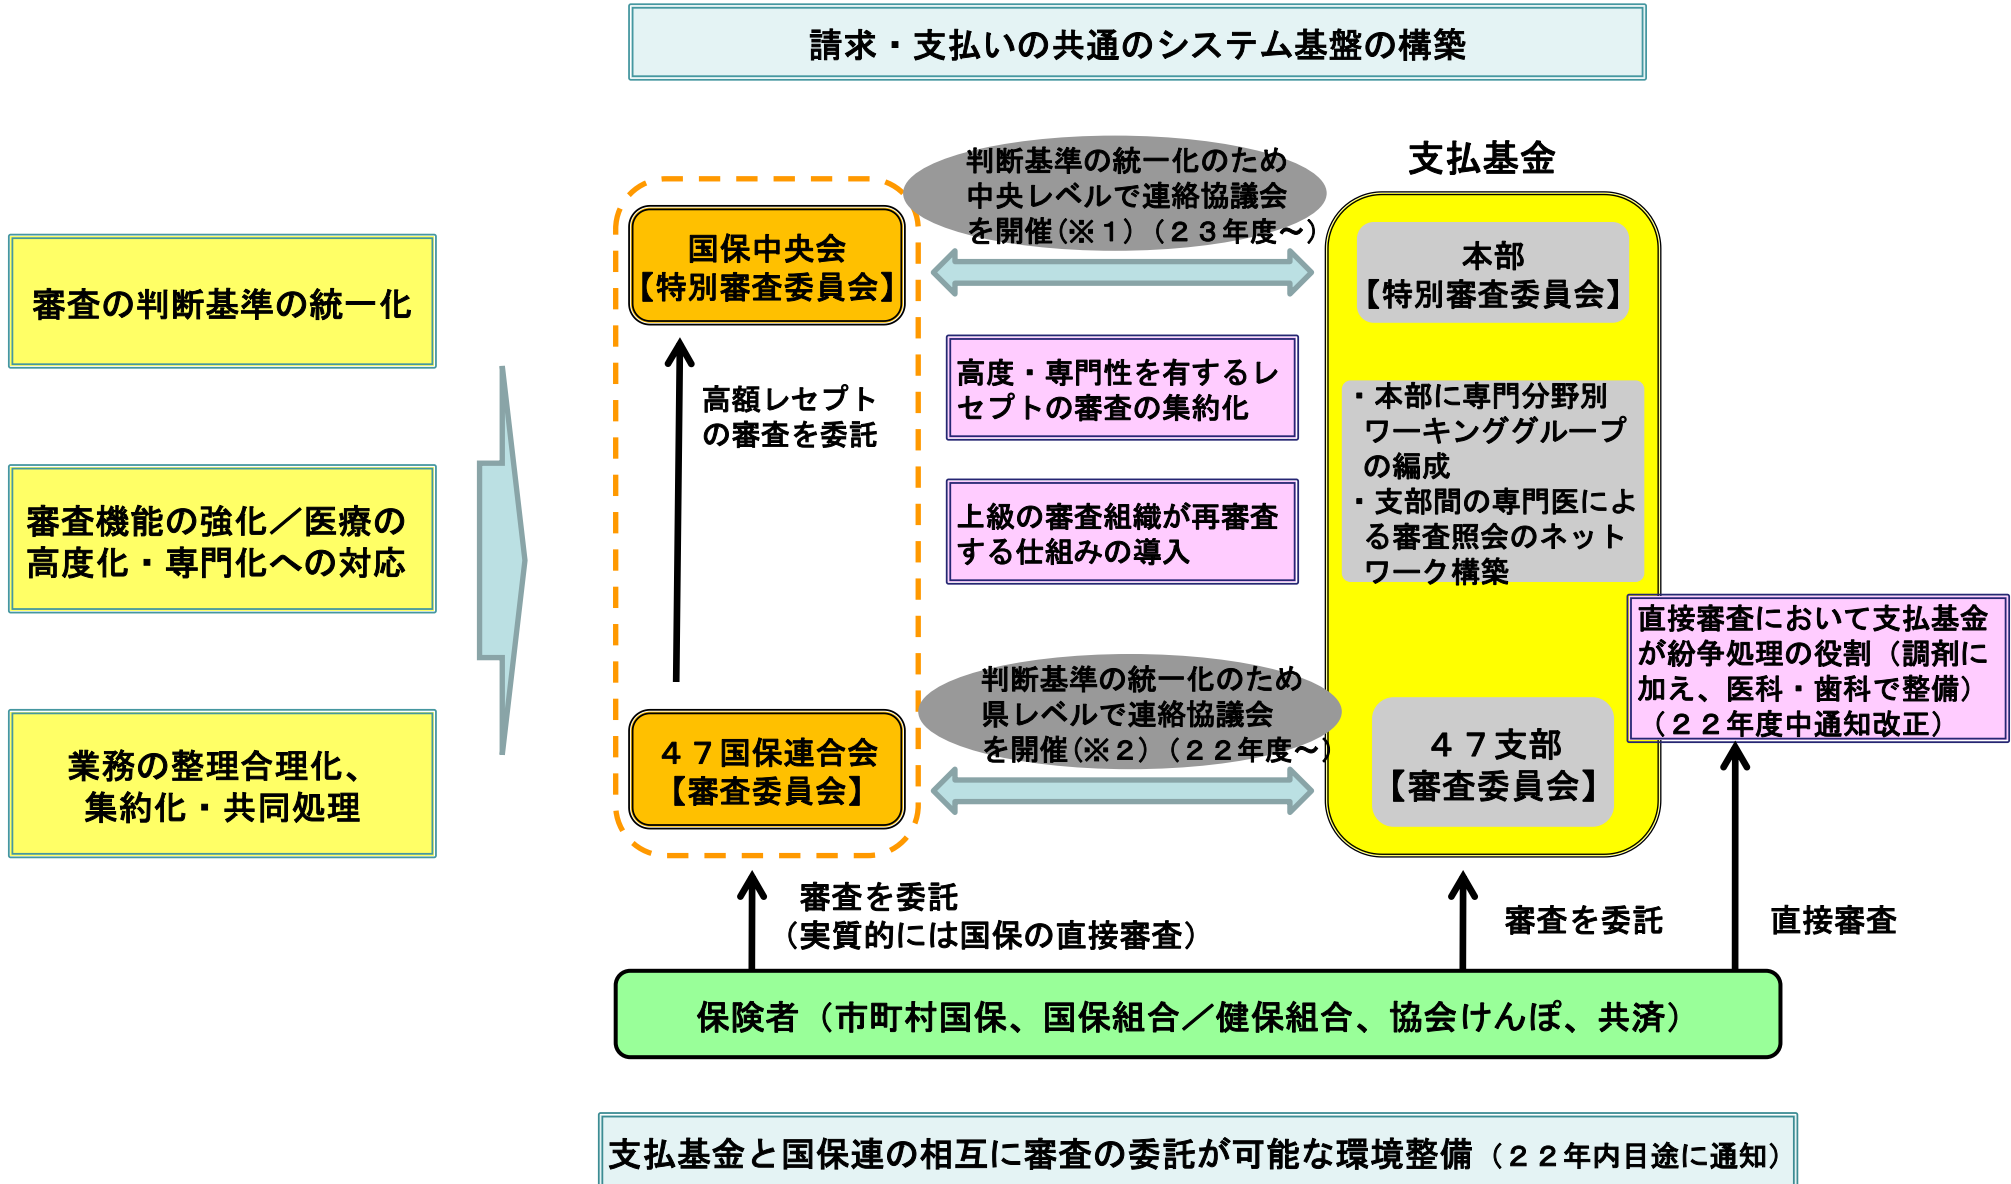 請求・支払いの共通のシステム基盤の構築
審査の判断基準の統一化
審査機能の強化／医療の
高度化・専門化への対応
業務の整理合理化、
集約化・共同処理
国保中央会
【特別審査委員会】
高額レセプト
の審査を委託
４７国保連合会
【審査委員会】
判断基準の統一化のため
中央レベルで連絡協議会
を開催（※１）（２３年度～）
高度・専門性を有するレ
セプトの審査の集約化
上級の審査組織が再審査
する仕組みの導入
判断基準の統一化のため
県レベルで連絡協議会
を開催（※２）（２２年度～）
支払基金
本部
【特別審査委員会】
・本部に専門分野別
ワーキンググループ
の編成
・支部間の専門医によ
る審査照会のネット
ワーク構築
４７支部
【審査委員会】
直接審査において支払基金
が紛争処理の役割（調剤に
加え、医科・歯科で整備）
（２２年度中通知改正）
審査を委託
（実質的には国保の直接審査）
審査を委託
直接審査
保険者（市町村国保、国保組合／健保組合、協会けんぽ、共済）
支払基金と国保連の相互に審査の委託が可能な環境整備（２２年内目途に通知）